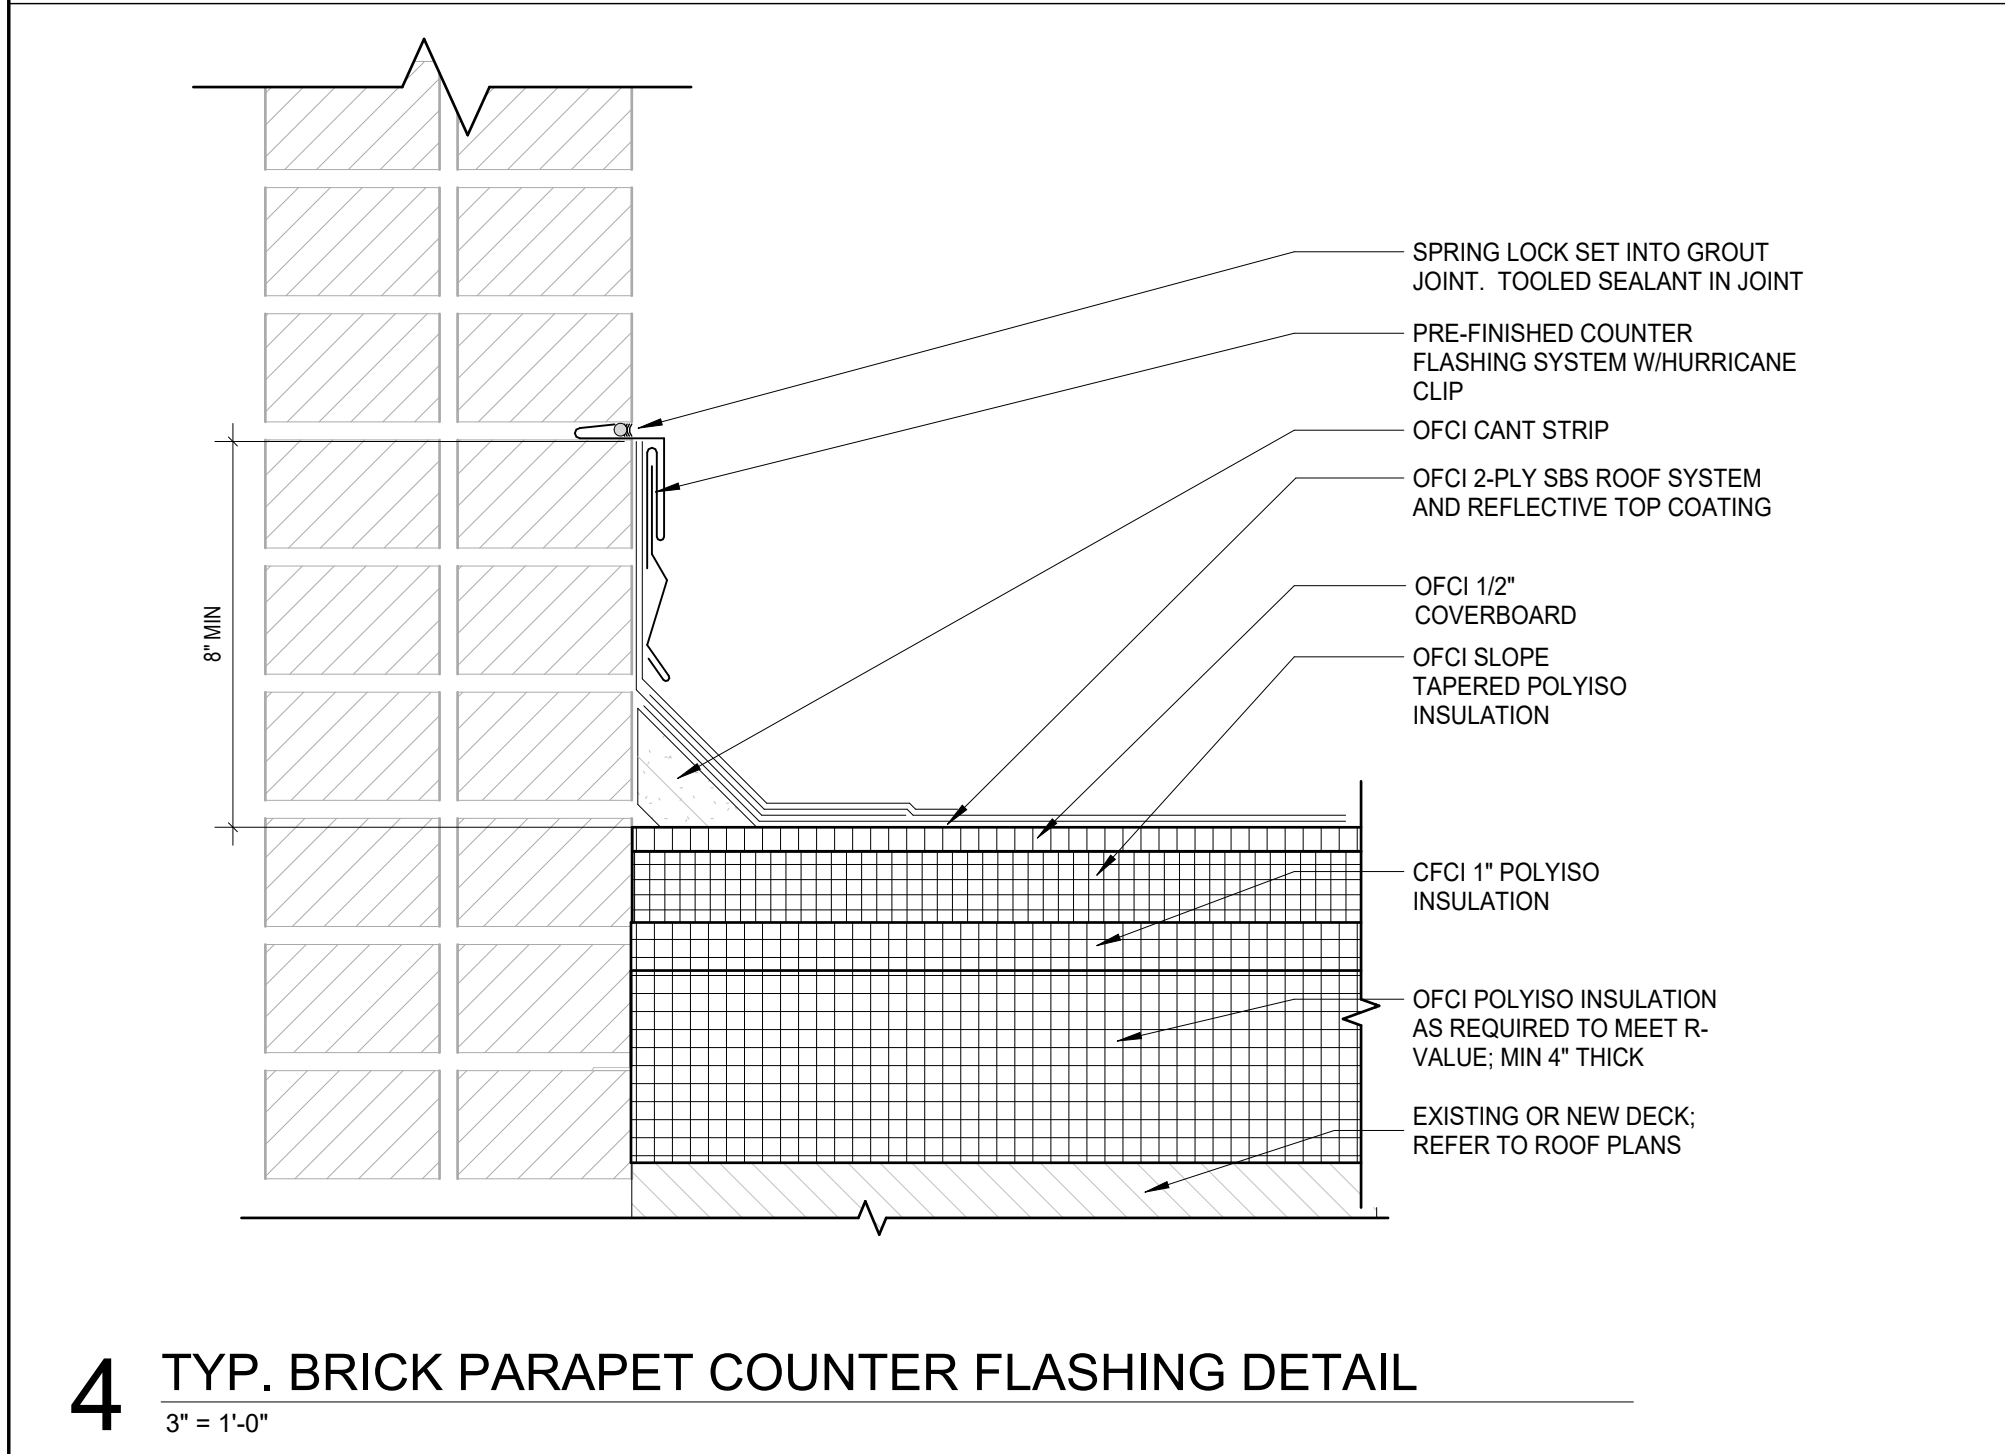 SPRING LOCK SET INTO GROUT
JOINT.  TOOLED SEALANT IN JOINT
PRE-FINISHED COUNTER
FLASHING SYSTEM W/HURRICANE
CLIP
OFCI CANT STRIP
OFCI 2-PLY SBS ROOF SYSTEM
AND REFLECTIVE TOP COATING
OFCI 1/2"
COVERBOARD
8" MIN
OFCI SLOPE
TAPERED POLYISO
INSULATION
CFCI 1" POLYISO
INSULATION
OFCI POLYISO INSULATION
AS REQUIRED TO MEET R-
VALUE; MIN 4" THICK
EXISTING OR NEW DECK;
REFER TO ROOF PLANS
4 TYP. BRICK PARAPET COUNTER FLASHING DETAIL
3" = 1'-0"